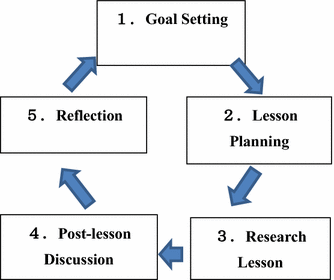 1. Goal Setting
2. Lesson
Planning
3. Research
Lesson
4. Post-lesson
Discussion
5. Reflection